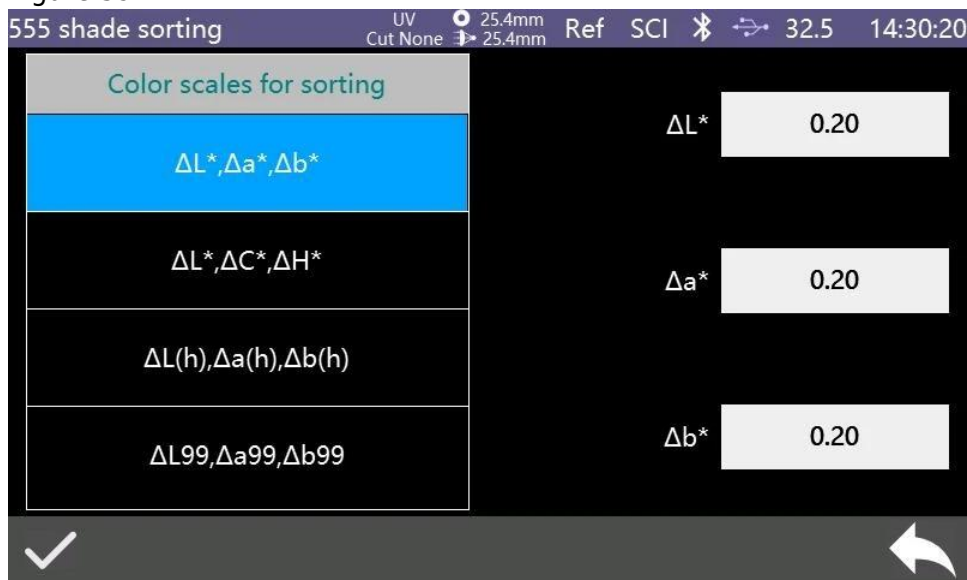 555 shade sorting
UV 25.4mm
Cut None 25.4mm
Ref SCI 32.5 14:30:20
Color scales for sorting
ΔL*,Δa*,Δb*
ΔL*,ΔC*,ΔH*
ΔL(h),Δa(h),Δb(h)
ΔL99,Δa99,Δb99
ΔL* 0.20
Δa* 0.20
Δb* 0.20